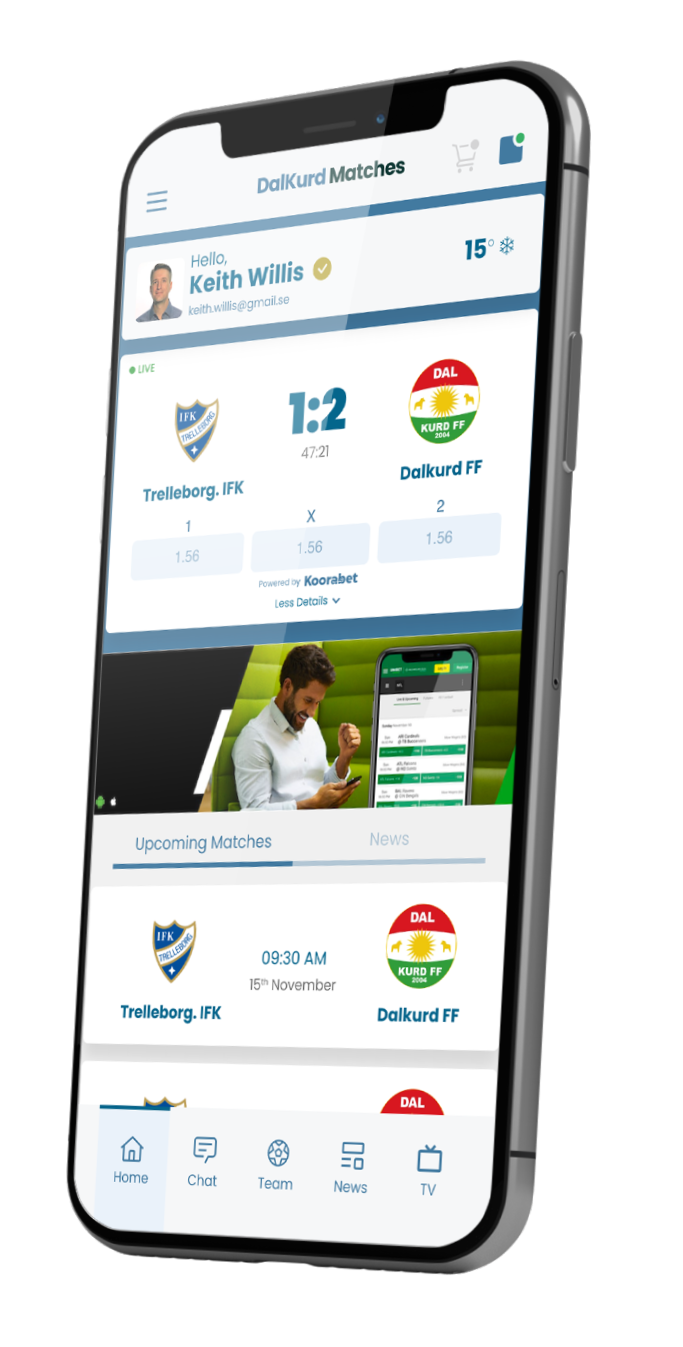 DalKurd Matches
Hello,
Keith Willis
keith.willis@gmail.se
15°
LIVE
IFK
TRELLEBORG
1:2
47:21
DAL
KURD FF
2004
Trelleborg. IFK
Dalkurd FF
1
X
2
1.56
1.56
1.56
Powered by Koorabet
Less Details
Upcoming Matches
News
IFK
TRELLEBORG
09:30 AM
15th November
DAL
KURD FF
2004
Trelleborg. IFK
Dalkurd FF
DAL
Home
Chat
Team
News
TV